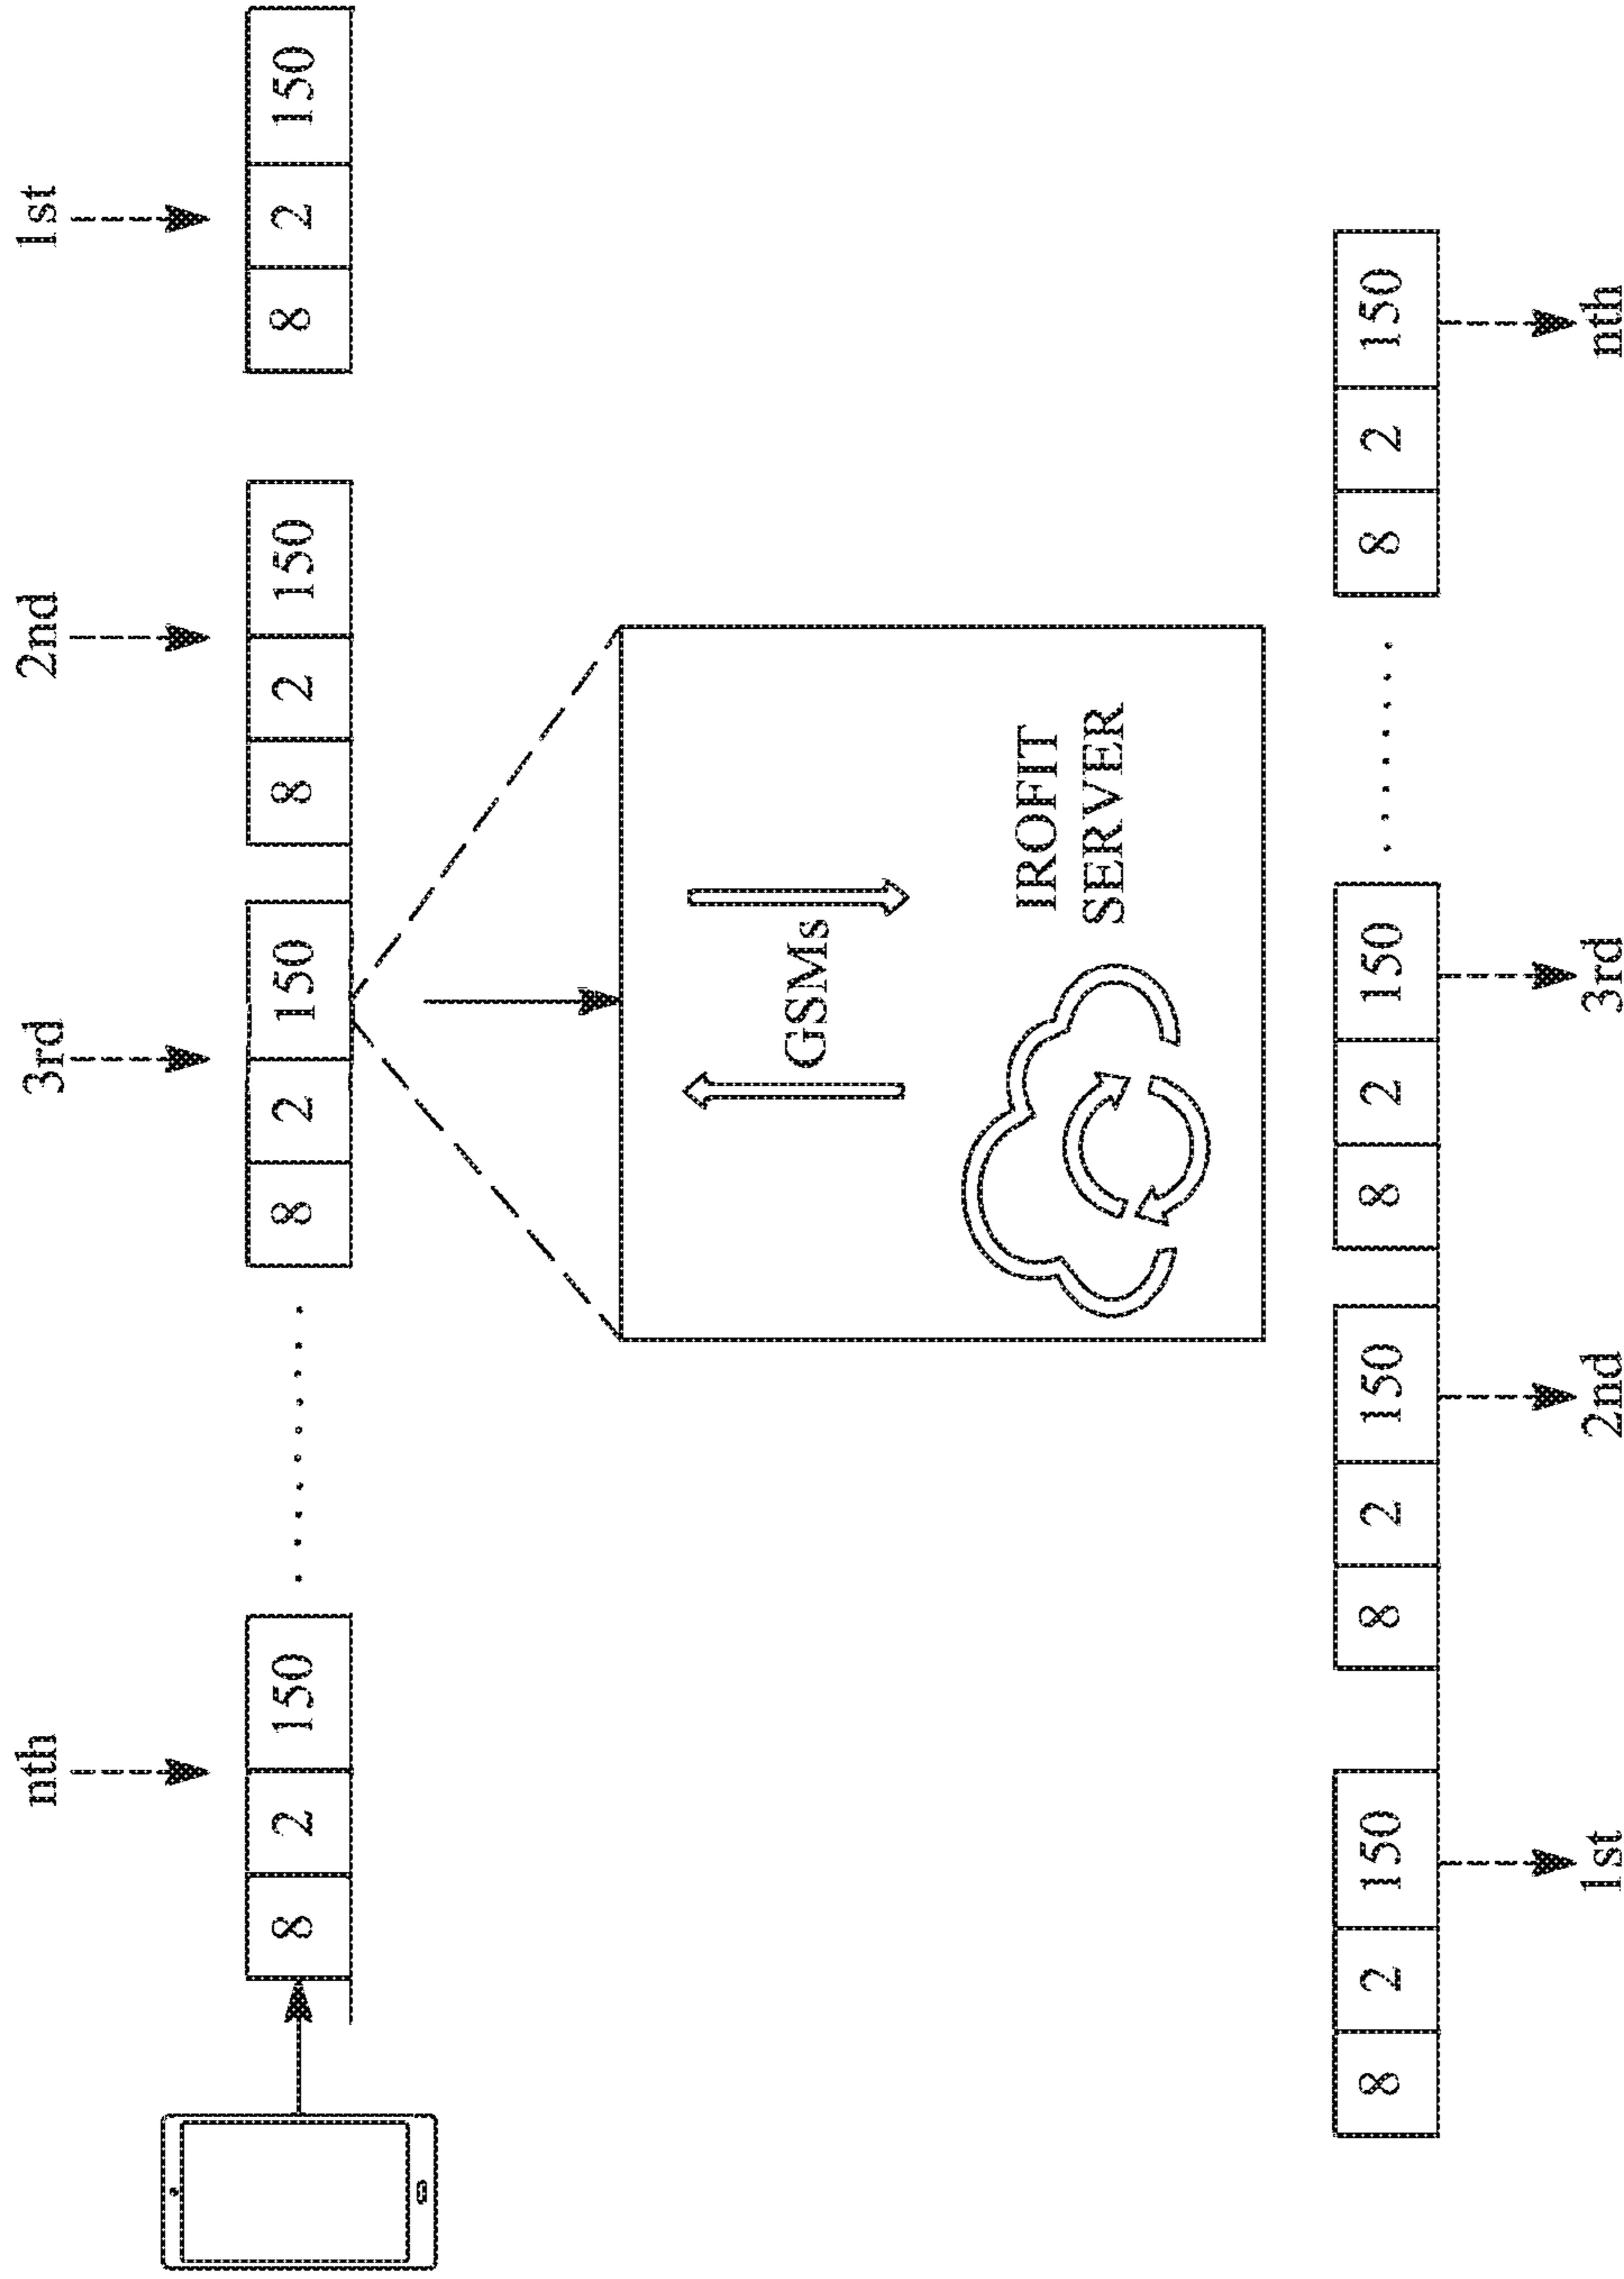 nth 3rd 2nd 1st
8 2 150 ........ 8 2 150 8 2 150 8 2 150
GSMs
IROFIT
SERVER
8 2 150 8 2 150 8 2 150 ........ 8 2 150
1st 2nd 3rd nth